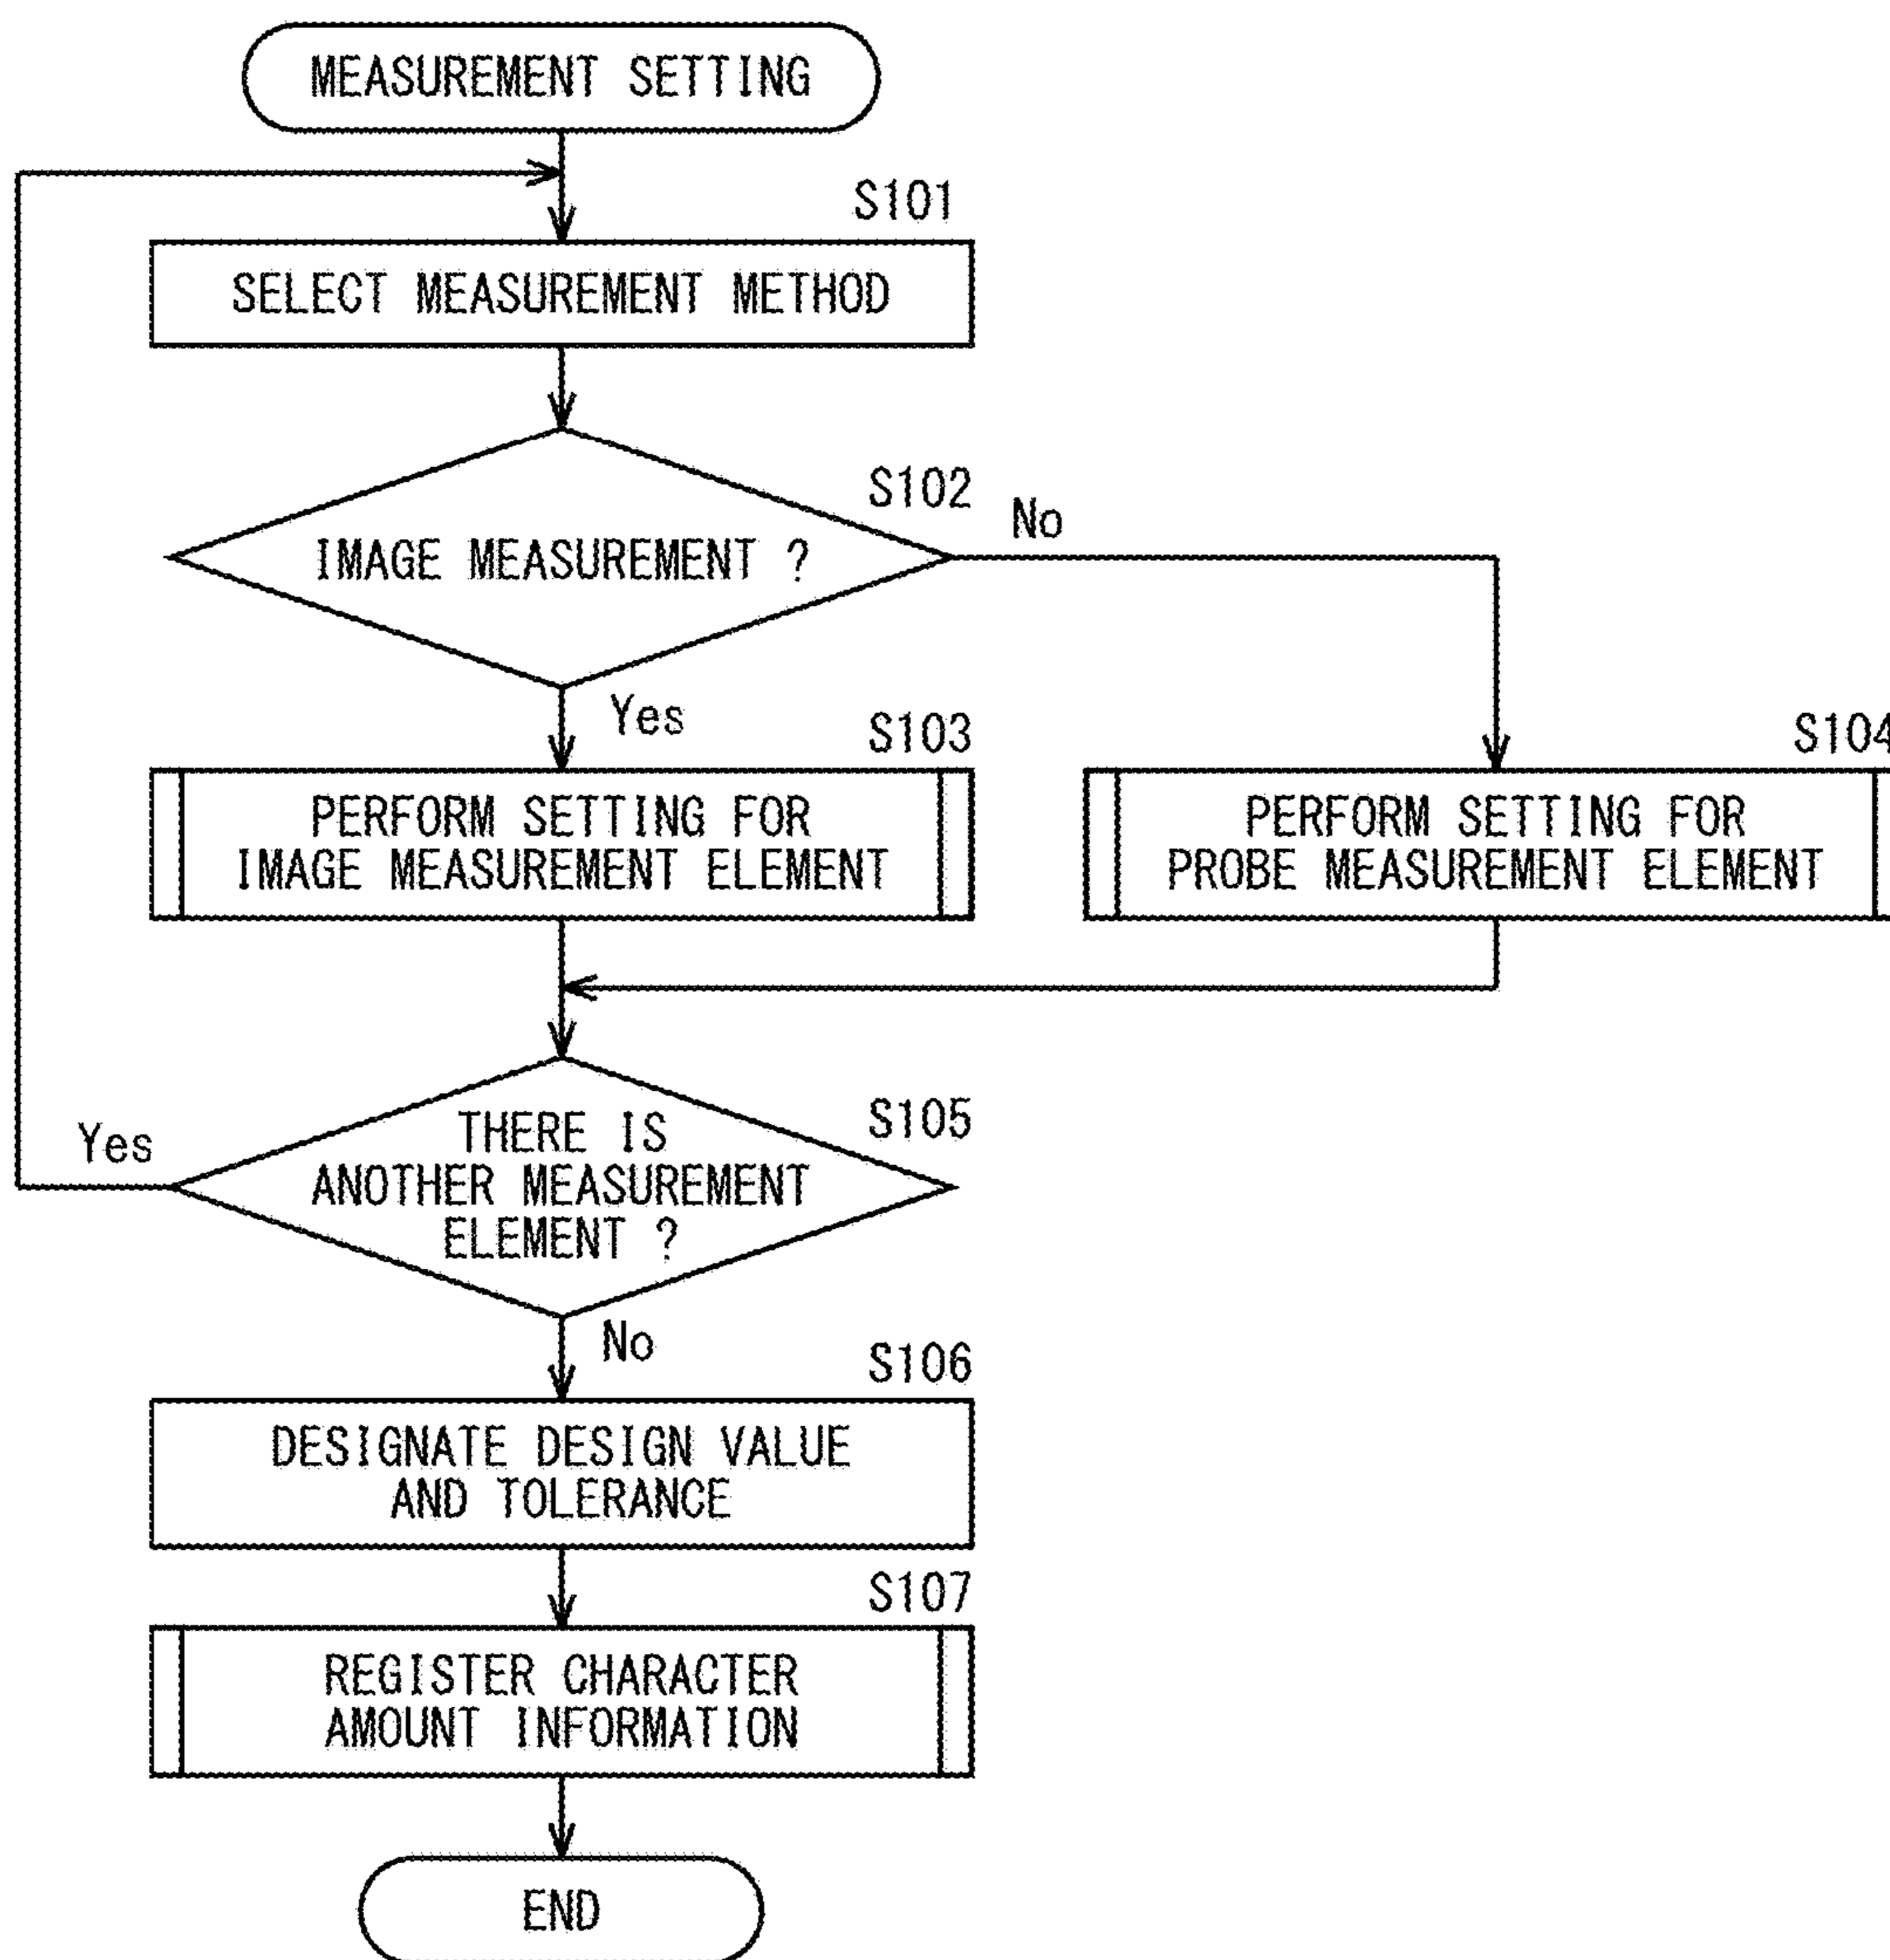 MEASUREMENT SETTING
S101
SELECT MEASUREMENT METHOD
S102
No
IMAGE MEASUREMENT ?
Yes
S103
S104
PERFORM SETTING FOR
IMAGE MEASUREMENT ELEMENT
PERFORM SETTING FOR
PROBE MEASUREMENT ELEMENT
S105
Yes
THERE IS
ANOTHER MEASUREMENT
ELEMENT ?
No
S106
DESIGNATE DESIGN VALUE
AND TOLERANCE
S107
REGISTER CHARACTER
AMOUNT INFORMATION
END